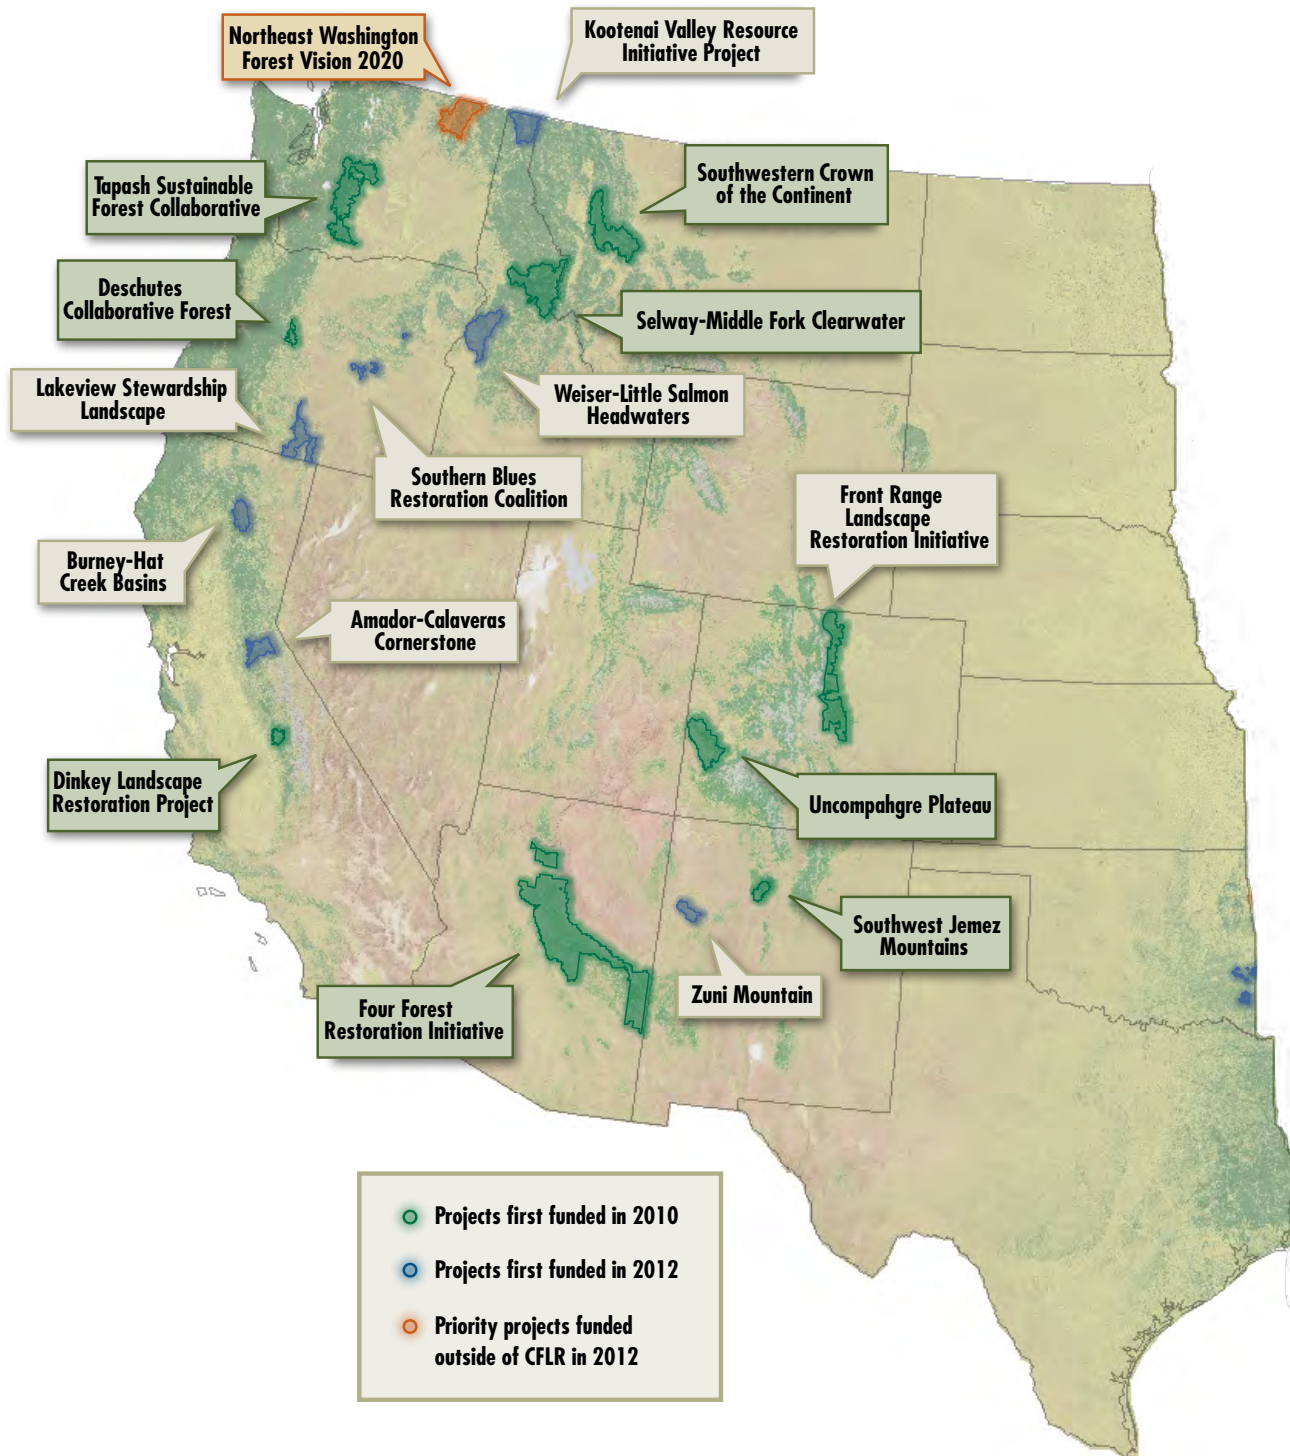 Northeast Washington
Forest Vision 2020
Kootenai Valley Resource
Initiative Project
Tapash Sustainable
Forest Collaborative
Southwestern Crown
of the Continent
Deschutes
Collaborative Forest
Selway-Middle Fork Clearwater
Lakeview Stewardship
Landscape
Weiser-Little Salmon
Headwaters
Southern Blues
Restoration Coalition
Front Range
Landscape
Restoration Initiative
Burney-Hat
Creek Basins
Amador-Calaveras
Cornerstone
Dinkey Landscape
Restoration Project
Uncompahgre Plateau
Southwest Jemez
Mountains
Zuni Mountain
Four Forest
Restoration Initiative
Projects first funded in 2010
Projects first funded in 2012
Priority projects funded
outside of CFLR in 2012